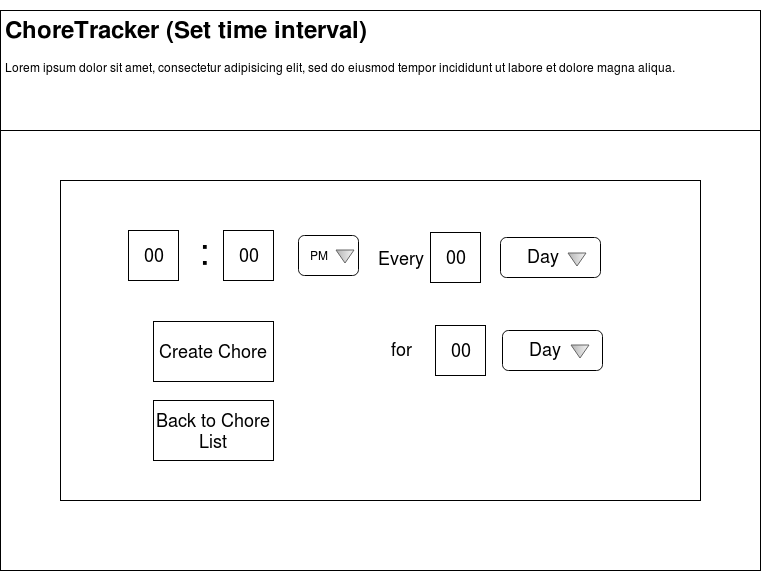 ChoreTracker (Set time interval)
Lorem ipsum dolor sit amet, consectetur adipisicing elit, sed do eiusmod tempor incididunt ut labore et dolore magna aliqua.
00 : 00 PM Every 00 Day
Create Chore
for 00 Day
Back to Chore
List